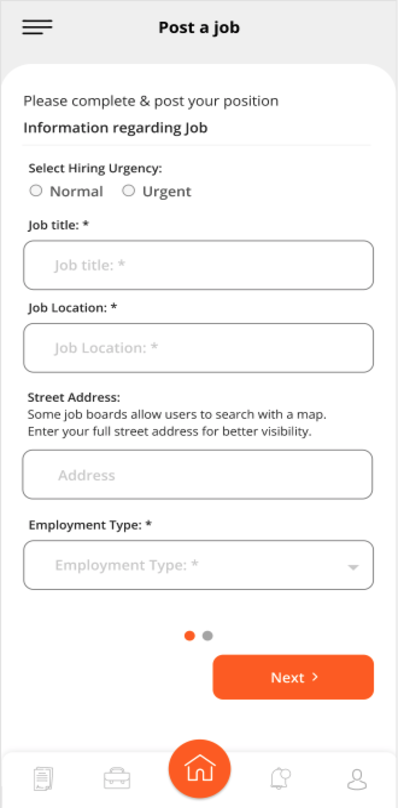 Post a job
Please complete & post your position
Information regarding Job
Select Hiring Urgency:
Normal Urgent
Job title: *
Job title: *
Job Location: *
Job Location: *
Street Address:
Some job boards allow users to search with a map.
Enter your full street address for better visibility.
Address
Employment Type: *
Employment Type: *
Next >